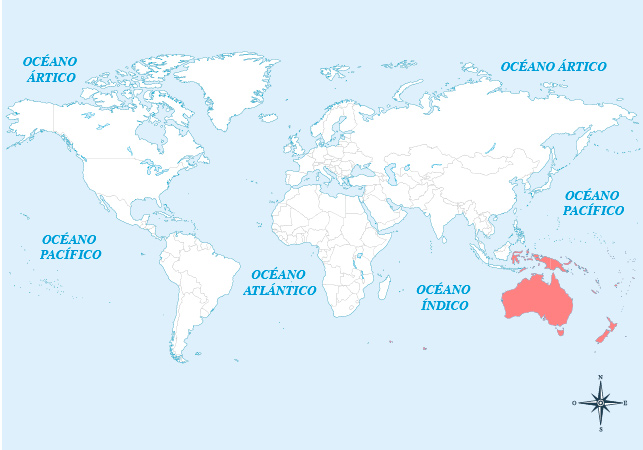 OCÉANO
ÁRTICO
OCÉANO ÁRTICO
OCÉANO
PACÍFICO
OCÉANO
PACÍFICO
OCÉANO
ATLÁNTICO
OCÉANO
ÍNDICO
N
O E
S